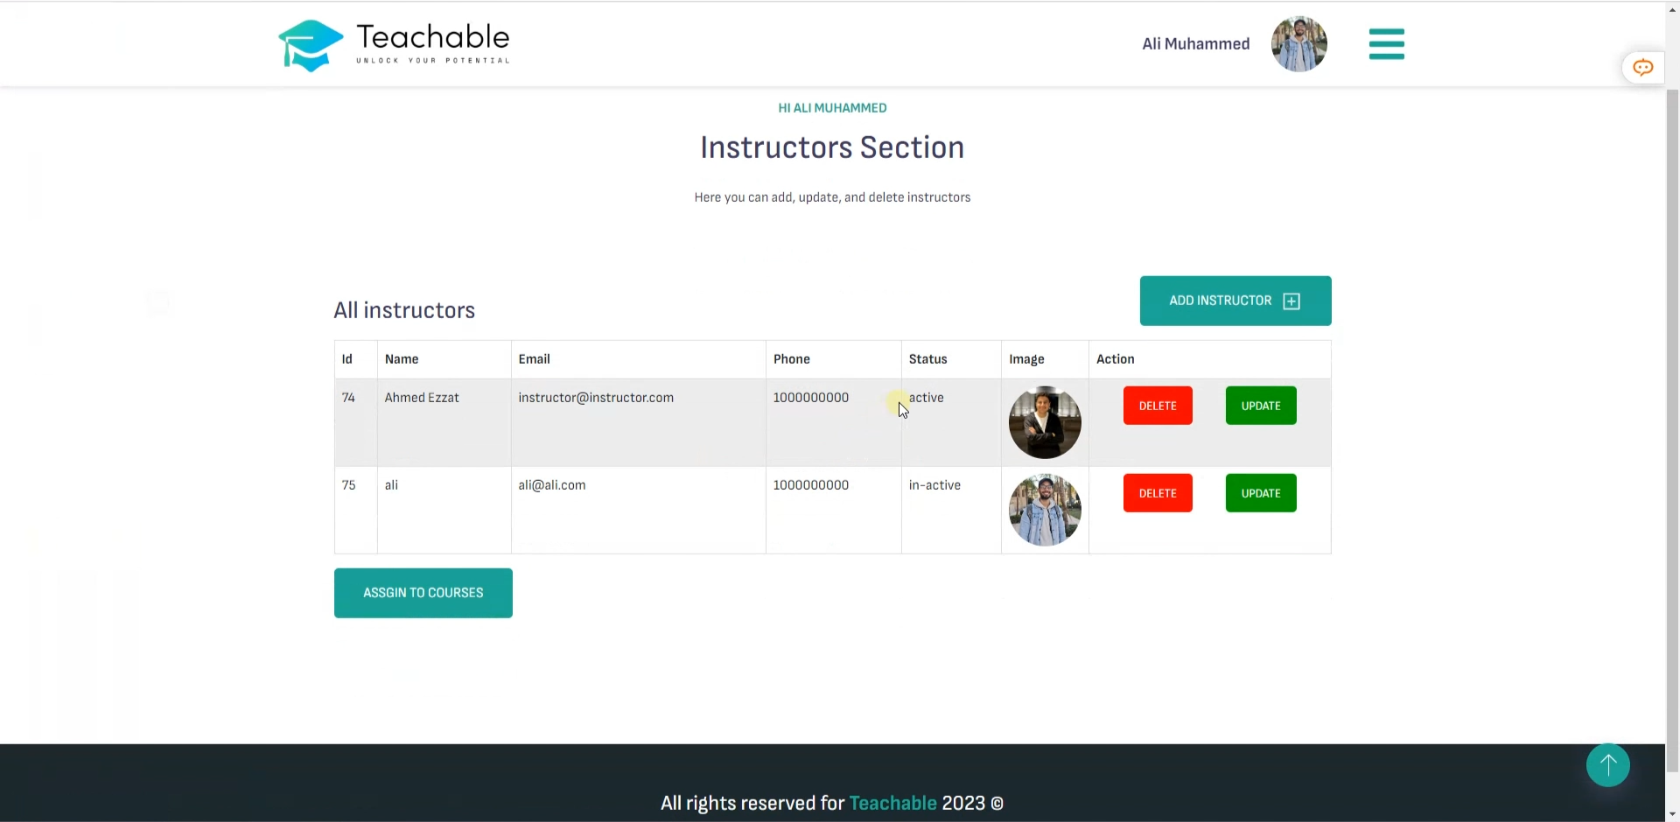 Teachable
UNLOCK YOUR POTENTIAL
Ali Muhammed
HI ALI MUHAMMED
Instructors Section
Here you can add, update, and delete instructors
All instructors
ADD INSTRUCTOR
Id Name Email Phone Status Image Action
74 Ahmed Ezzat instructor@instructor.com 1000000000 active DELETE UPDATE
75 ali ali@ali.com 1000000000 in-active DELETE UPDATE
ASSGIN TO COURSES
All rights reserved for Teachable 2023 ©